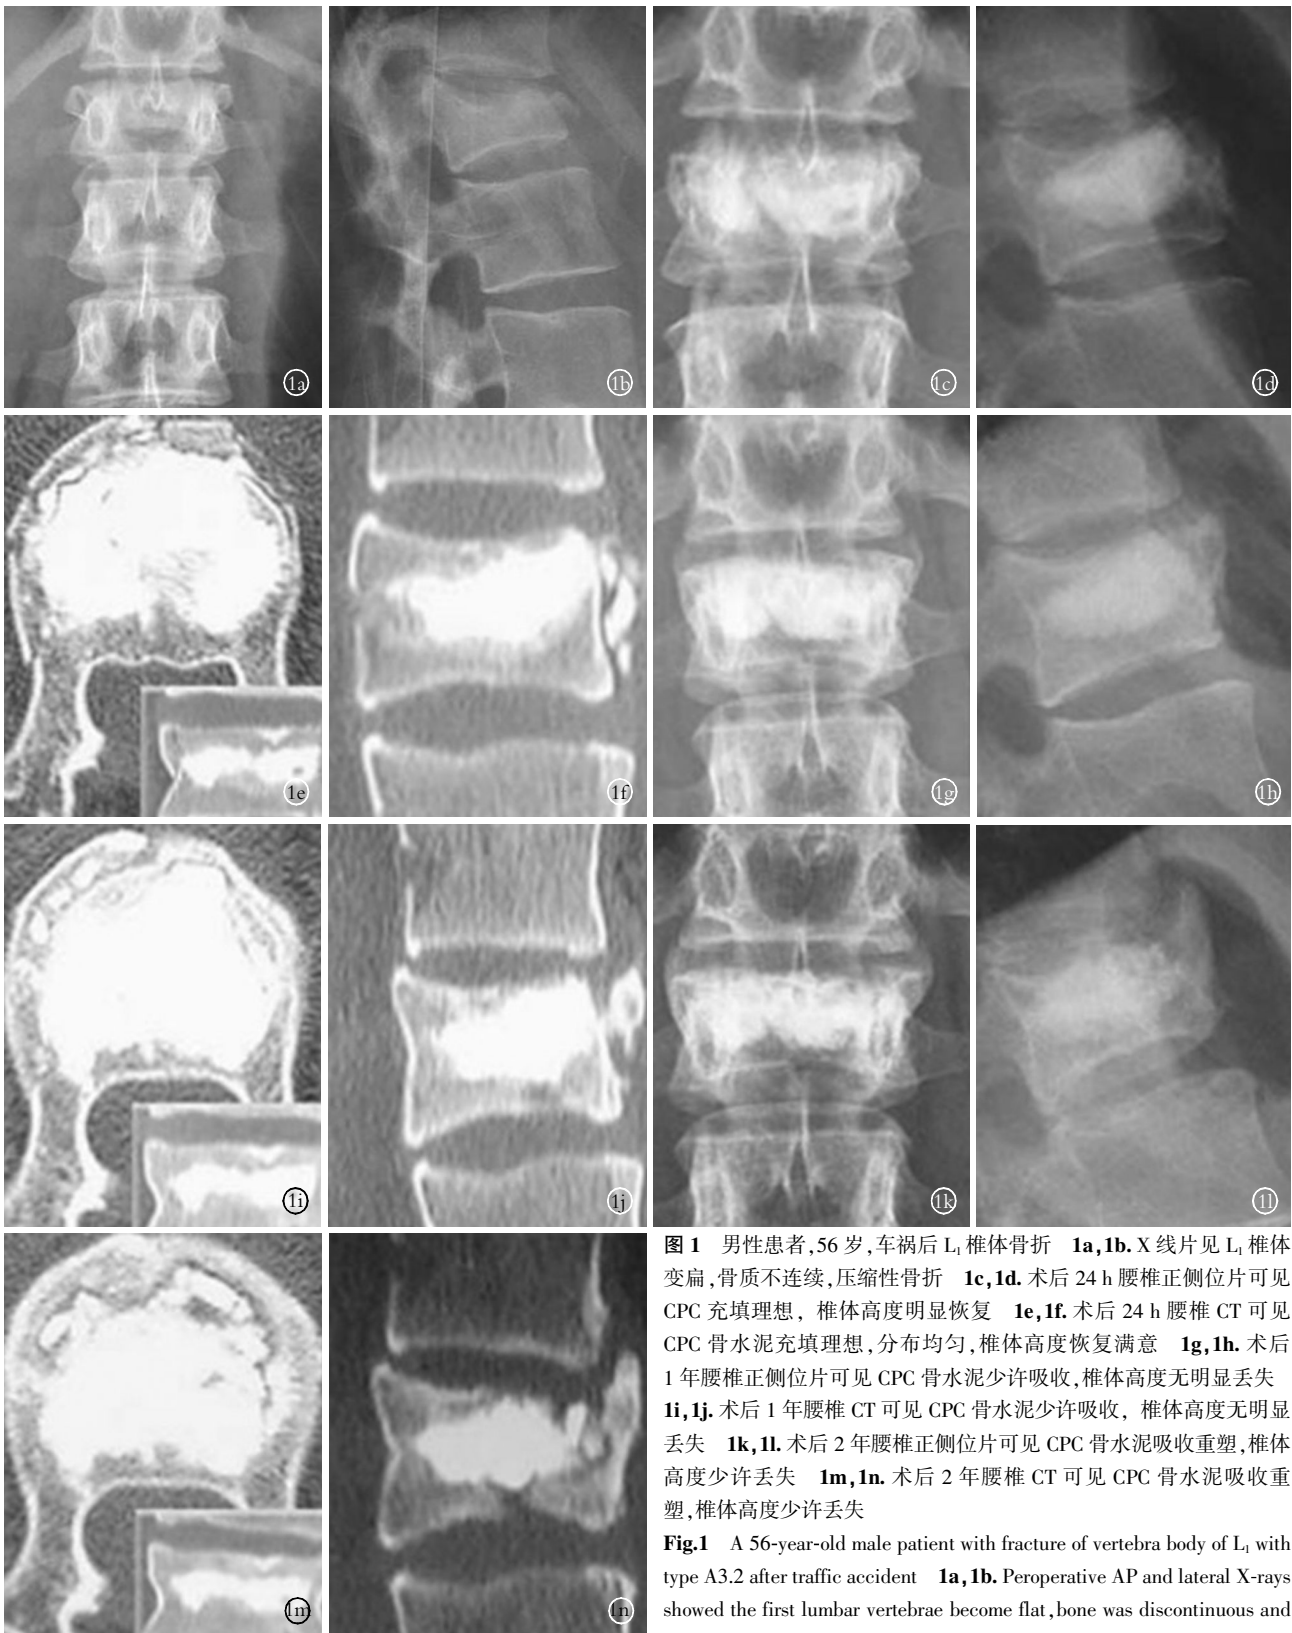 1a
1b
1c
1d
1e
1f
1g
1h
1i
1j
1k
1l
1m
1n
图 1 男性患者,56 岁,车祸后 L₁ 椎体骨折 1a,1b. X 线片见 L₁ 椎体
变扁,骨质不连续,压缩性骨折 1c,1d. 术后 24 h 腰椎正侧位片可见
CPC 充填理想，椎体高度明显恢复 1e,1f. 术后 24 h 腰椎 CT 可见
CPC 骨水泥充填理想,分布均匀,椎体高度恢复满意 1g,1h. 术后
1 年腰椎正侧位片可见 CPC 骨水泥少许吸收,椎体高度无明显丢失
1i,1j. 术后 1 年腰椎 CT 可见 CPC 骨水泥少许吸收，椎体高度无明显
丢失 1k,1l. 术后 2 年腰椎正侧位片可见 CPC 骨水泥吸收重塑,椎体
高度少许丢失 1m,1n. 术后 2 年腰椎 CT 可见 CPC 骨水泥吸收重
塑,椎体高度少许丢失
Fig.1 A 56-year-old male patient with fracture of vertebra body of L₁ with
type A3.2 after traffic accident 1a,1b. Peroperative AP and lateral X-rays
showed the first lumbar vertebrae become flat,bone was discontinuous and